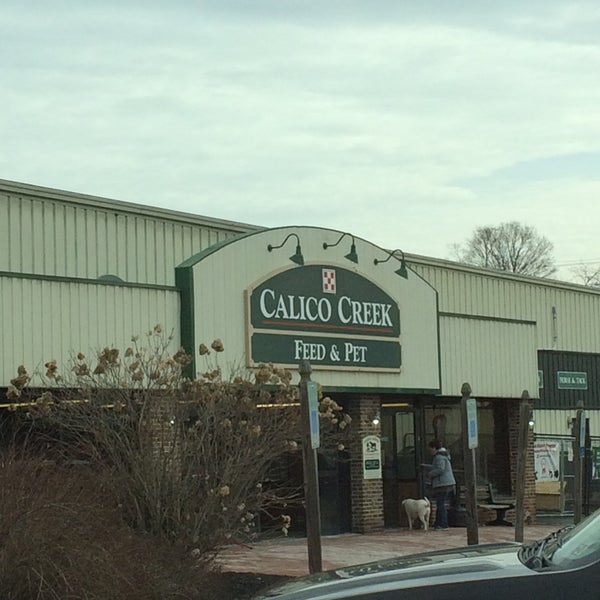 CALICO CREEK
FEED & PET
HORSE & TACK